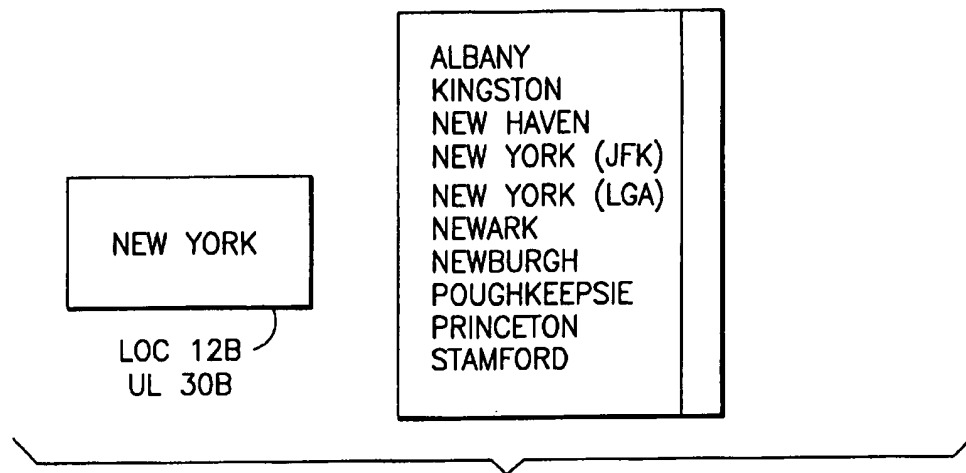 NEW YORK
LOC 12B
UL 30B
ALBANY
KINGSTON
NEW HAVEN
NEW YORK (JFK)
NEW YORK (LGA)
NEWARK
NEWBURGH
POUGHKEEPSIE
PRINCETON
STAMFORD